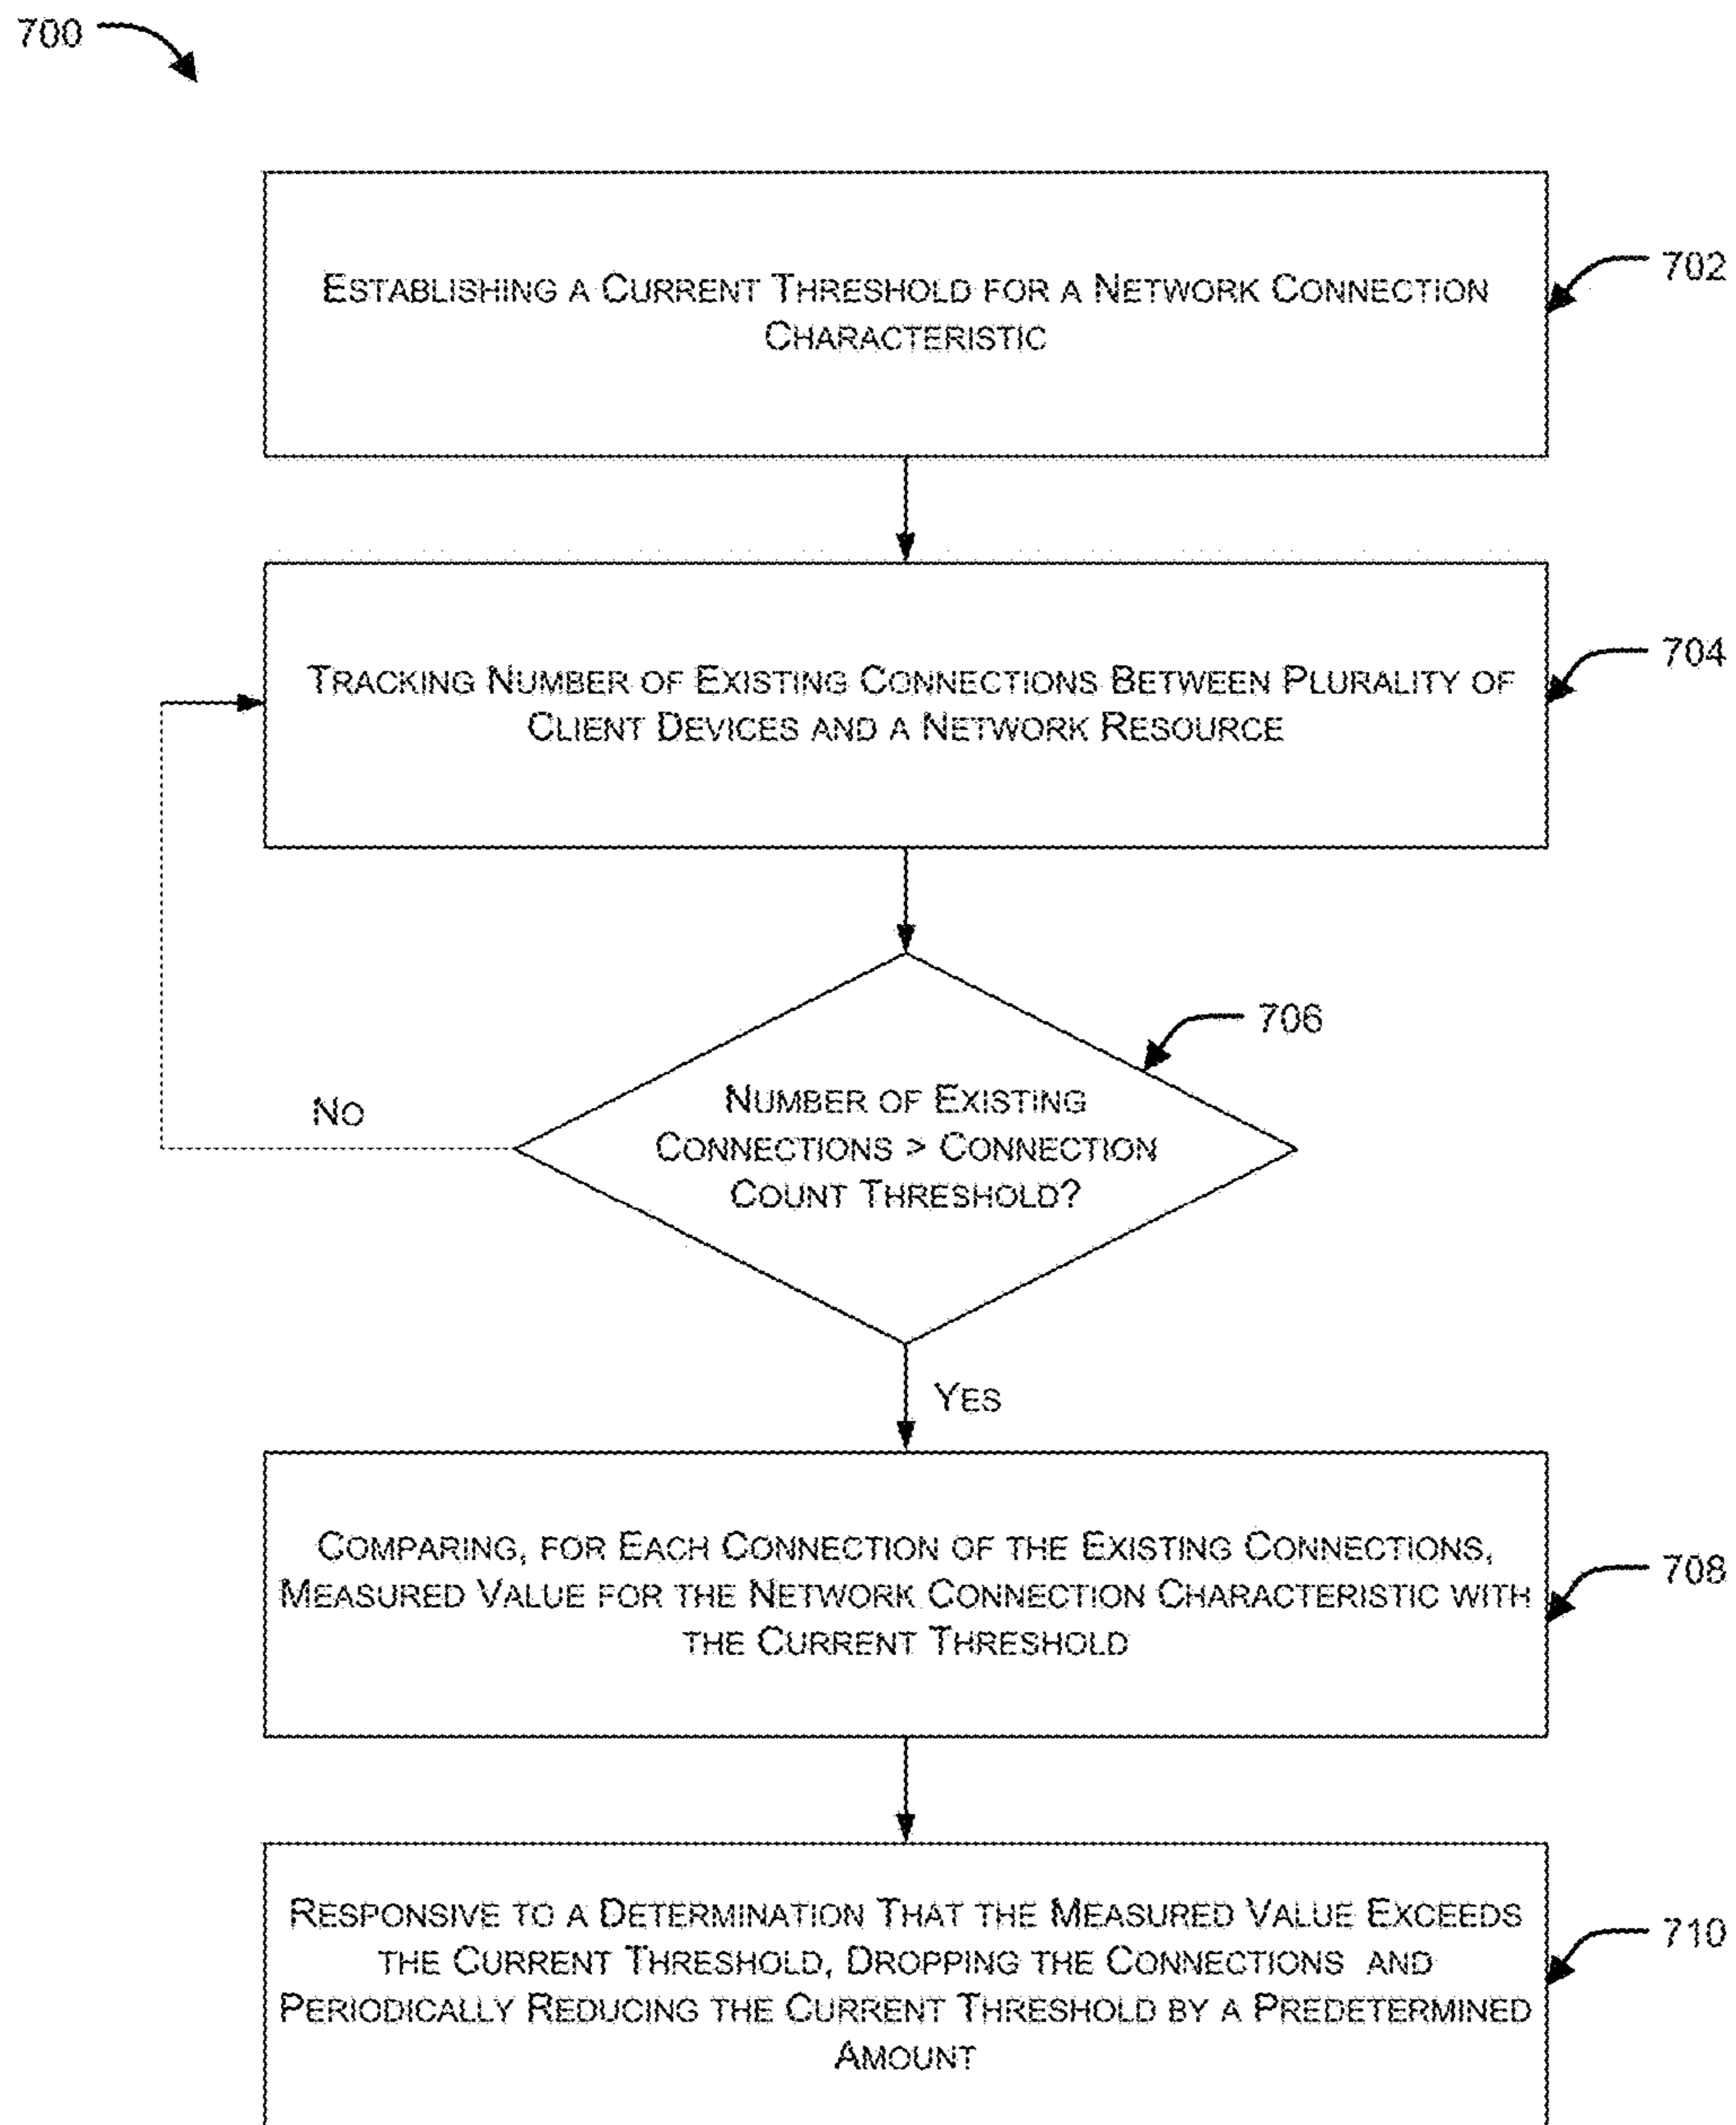 700
ESTABLISHING A CURRENT THRESHOLD FOR A NETWORK CONNECTION
CHARACTERISTIC
702
TRACKING NUMBER OF EXISTING CONNECTIONS BETWEEN PLURALITY OF
CLIENT DEVICES AND A NETWORK RESOURCE
704
706
NUMBER OF EXISTING
CONNECTIONS > CONNECTION
COUNT THRESHOLD?
NO
YES
COMPARING, FOR EACH CONNECTION OF THE EXISTING CONNECTIONS,
MEASURED VALUE FOR THE NETWORK CONNECTION CHARACTERISTIC WITH
THE CURRENT THRESHOLD
708
RESPONSIVE TO A DETERMINATION THAT THE MEASURED VALUE EXCEEDS
THE CURRENT THRESHOLD, DROPPING THE CONNECTIONS AND
PERIODICALLY REDUCING THE CURRENT THRESHOLD BY A PREDETERMINED
AMOUNT
710